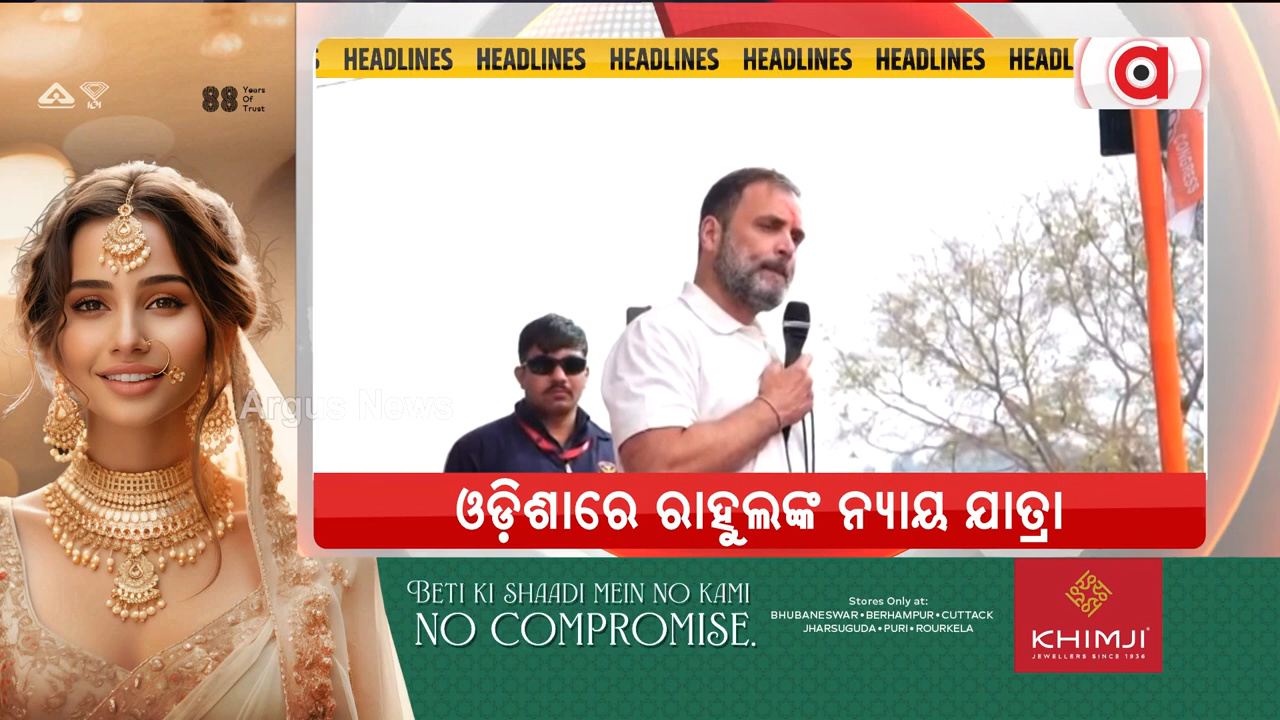 HEADLINES HEADLINES HEADLINES HEADLINES HEADLINES HEADL
a
CONGRESS
88 Years
Of
Trust
Argus News
ଓଡ଼ିଶାରେ ରାହୁଲଙ୍କ ନ୍ୟାୟ ଯାତ୍ରା
BETI KI SHAADI MEIN NO KAMI
NO COMPROMISE.
Stores Only at:
BHUBANESWAR • BERHAMPUR • CUTTACK
JHARSUGUDA • PURI • ROURKELA
KHIMJI
JEWELLERS SINCE 1936